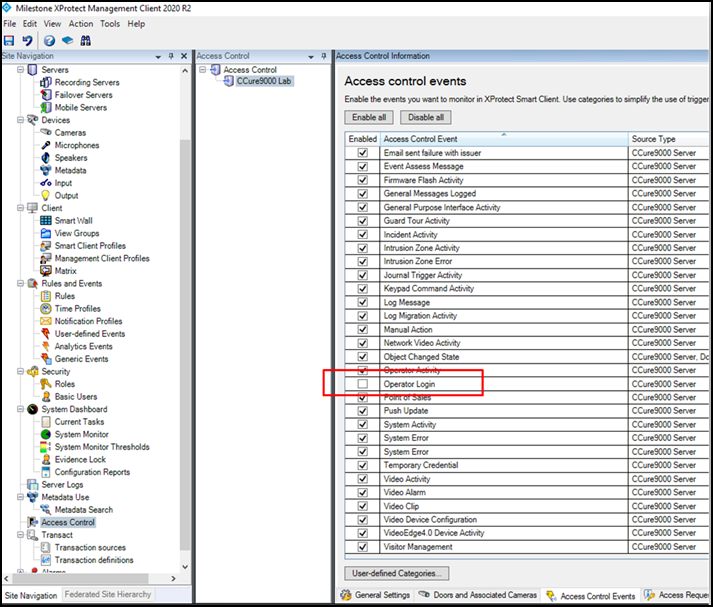 Milestone XProtect Management Client 2020 R2
File Edit View Action Tools Help
Site Navigation
Servers
Recording Servers
Failover Servers
Mobile Servers
Devices
Cameras
Microphones
Speakers
Metadata
Input
Output
Client
Smart Wall
View Groups
Smart Client Profiles
Management Client Profiles
Matrix
Rules and Events
Rules
Time Profiles
Notification Profiles
User-defined Events
Analytics Events
Generic Events
Security
Roles
Basic Users
System Dashboard
Current Tasks
System Monitor
System Monitor Thresholds
Evidence Lock
Configuration Reports
Server Logs
Metadata Use
Metadata Search
Access Control
Transact
Transaction sources
Transaction definitions
Alarms
Site Navigation Federated Site Hierarchy
Access Control
Access Control
CCure9000 Lab
Access Control Information
Access control events
Enable the events you want to monitor in XProtect Smart Client. Use categories to simplify the use of trigger
Enable all Disable all
Enabled Access Control Event Source Type
Email sent failure with issuer CCure9000 Server
Event Assess Message CCure9000 Server
Firmware Flash Activity CCure9000 Server
General Messages Logged CCure9000 Server
General Purpose Interface Activity CCure9000 Server
Guard Tour Activity CCure9000 Server
Incident Activity CCure9000 Server
Intrusion Zone Activity CCure9000 Server
Intrusion Zone Error CCure9000 Server
Journal Trigger Activity CCure9000 Server
Keypad Command Activity CCure9000 Server
Log Message CCure9000 Server
Log Migration Activity CCure9000 Server
Manual Action CCure9000 Server
Network Video Activity CCure9000 Server
Object Changed State CCure9000 Server, Do
Operator Activity CCure9000 Server
Operator Login CCure9000 Server
Point of Sales CCure9000 Server
Push Update CCure9000 Server
System Activity CCure9000 Server
System Error CCure9000 Server
System Error CCure9000 Server
Temporary Credential CCure9000 Server
Video Activity CCure9000 Server
Video Alarm CCure9000 Server
Video Clip CCure9000 Server
Video Device Configuration CCure9000 Server
VideoEdge4.0 Device Activity CCure9000 Server
Visitor Management CCure9000 Server
User-defined Categories...
General Settings Doors and Associated Cameras Access Control Events Access Reque